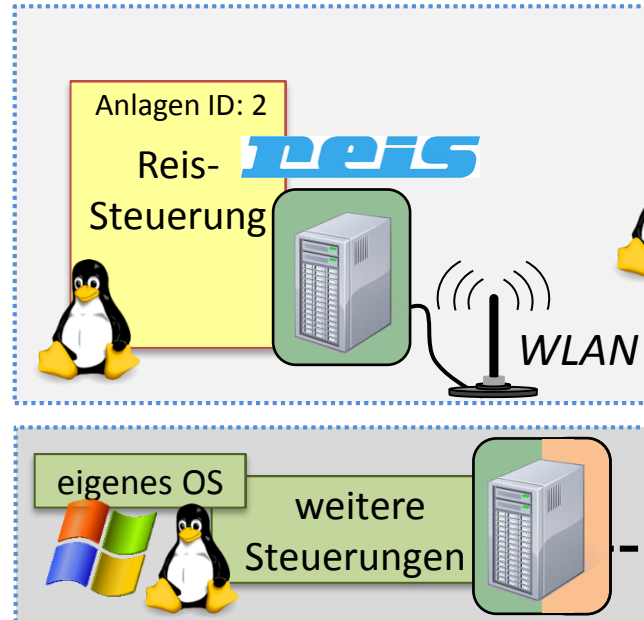 Anlagen ID: 2
Reis-
reis
Steuerung
WLAN
eigenes OS
weitere
Steuerungen